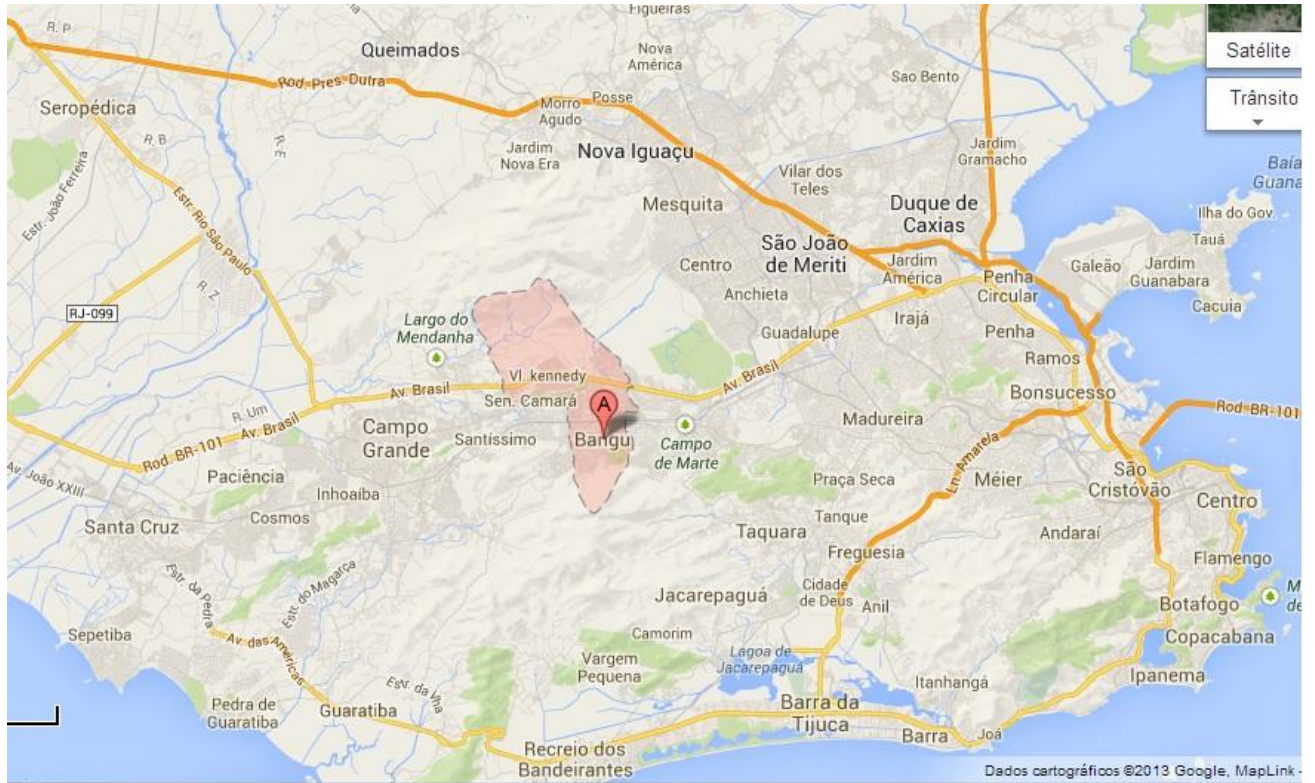 Figueiras
R. P.
Queimados
Nova
América
Satélite
Sao Bento
Rod. Pres. Dutra
Posse
Morro
Agudo
Trânsito
Seropédica
R. B
R. E
Jardim
Nova Era
Nova Iguaçu
Jardim
Gramacho
Vilar dos
Teles
Baía
Guana
Estr. João Ferreira
Mesquita
Duque de
Caxias
Ilha do Gov.
Estr. Rio São Paulo
São João
de Meriti
Tauá
Centro
Jardim
América
Galeão
Jardim
Guanabara
R. Z
Penha
Circular
Anchieta
Cacuia
RJ-099
Largo do
Mendanha
Guadalupe
Irajá
Penha
Ramos
Vl. kennedy
Av. Brasil
Av. Brasil
Bonsucesso
Sen. Camará
A
R. Um
Madureira
Rod BR-101
Campo
Grande
Santíssimo
Bangu
Campo
de Marte
Rod. BR-101
Av. Brasil
Ln. Amarela
São
Cristóvão
Av. João XXIII
Paciência
Praça Seca
Méier
Inhoaíba
Centro
Santa Cruz
Cosmos
Tanque
Taquara
Andaraí
Freguesia
Flamengo
Estr. da Pedra
Estr. do Magarça
Cidade
de Deus
Anil
Jacarepaguá
M
de
Botafogo
Sepetiba
Av. das Américas
Camorim
Copacabana
Vargem
Pequena
Lagoa de
Jacarepaguá
Itanhangá
Ipanema
Pedra de
Guaratiba
Guaratiba
Barra da
Tijuca
Barra
Joá
Recreio dos
Bandeirantes
Dados cartográficos ©2013 Google, MapLink -